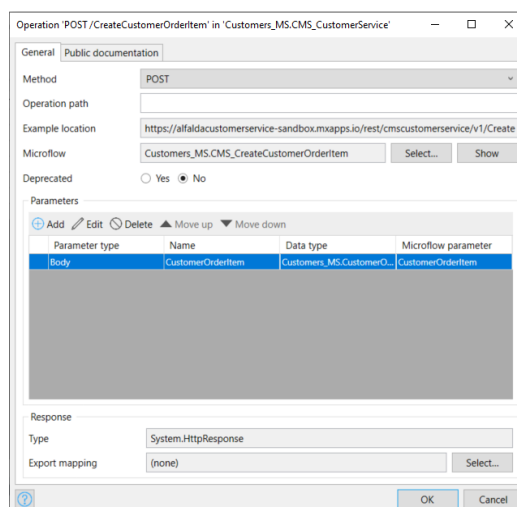 Operation 'POST /CreateCustomerOrderItem' in 'Customers_MS.CMS_CustomerService'
General Public documentation
Method POST
Operation path
Example location https://alfaldacustomerservice-sandbox.mxapps.io/rest/cmscustomerservice/v1/Create
Microflow Customers_MS.CMS_CreateCustomerOrderItem Select... Show
Deprecated Yes No
Parameters
Add Edit Delete Move up Move down
Parameter type Name Data type Microflow parameter
Body CustomerOrderItem Customers_MS.CustomerO... CustomerOrderItem
Response
Type System.HttpResponse
Export mapping (none) Select...
? OK Cancel